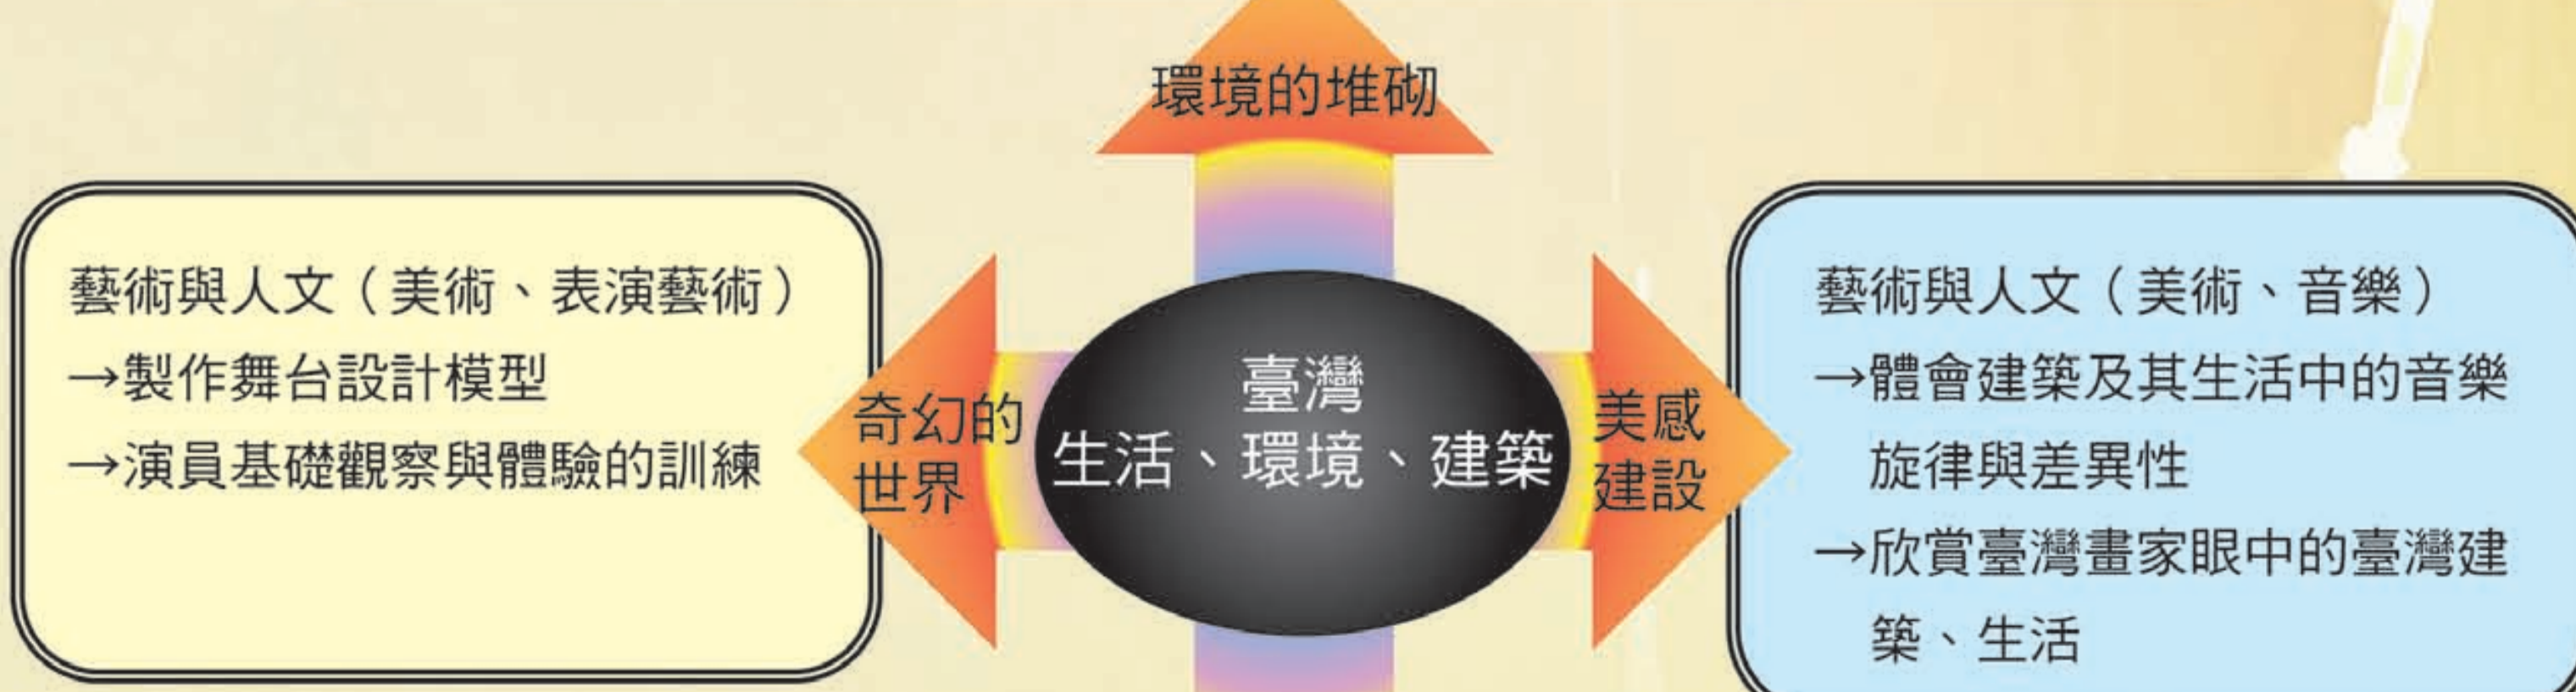 環境的堆砌
藝術與人文（美術、表演藝術）
→製作舞台設計模型
→演員基礎觀察與體驗的訓練
奇幻的
世界
臺灣
生活、環境、建築
美感
建設
藝術與人文（美術、音樂）
→體會建築及其生活中的音樂
旋律與差異性
→欣賞臺灣畫家眼中的臺灣建
築、生活